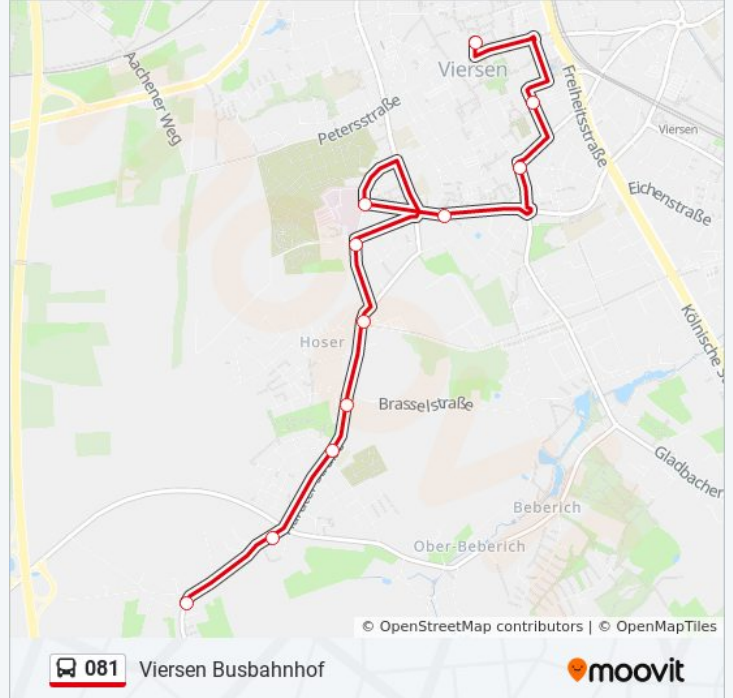 Aachener Weg
Viersen
Petersstraße
Freiheitsstraße
Viersen
Eichenstraße
Kölnische
Hoser
Brasselstraße
Gladbacher
Beberich
Ober-Beberich
© OpenStreetMap contributors | © OpenMapTiles
081 Viersen Busbahnhof moovit